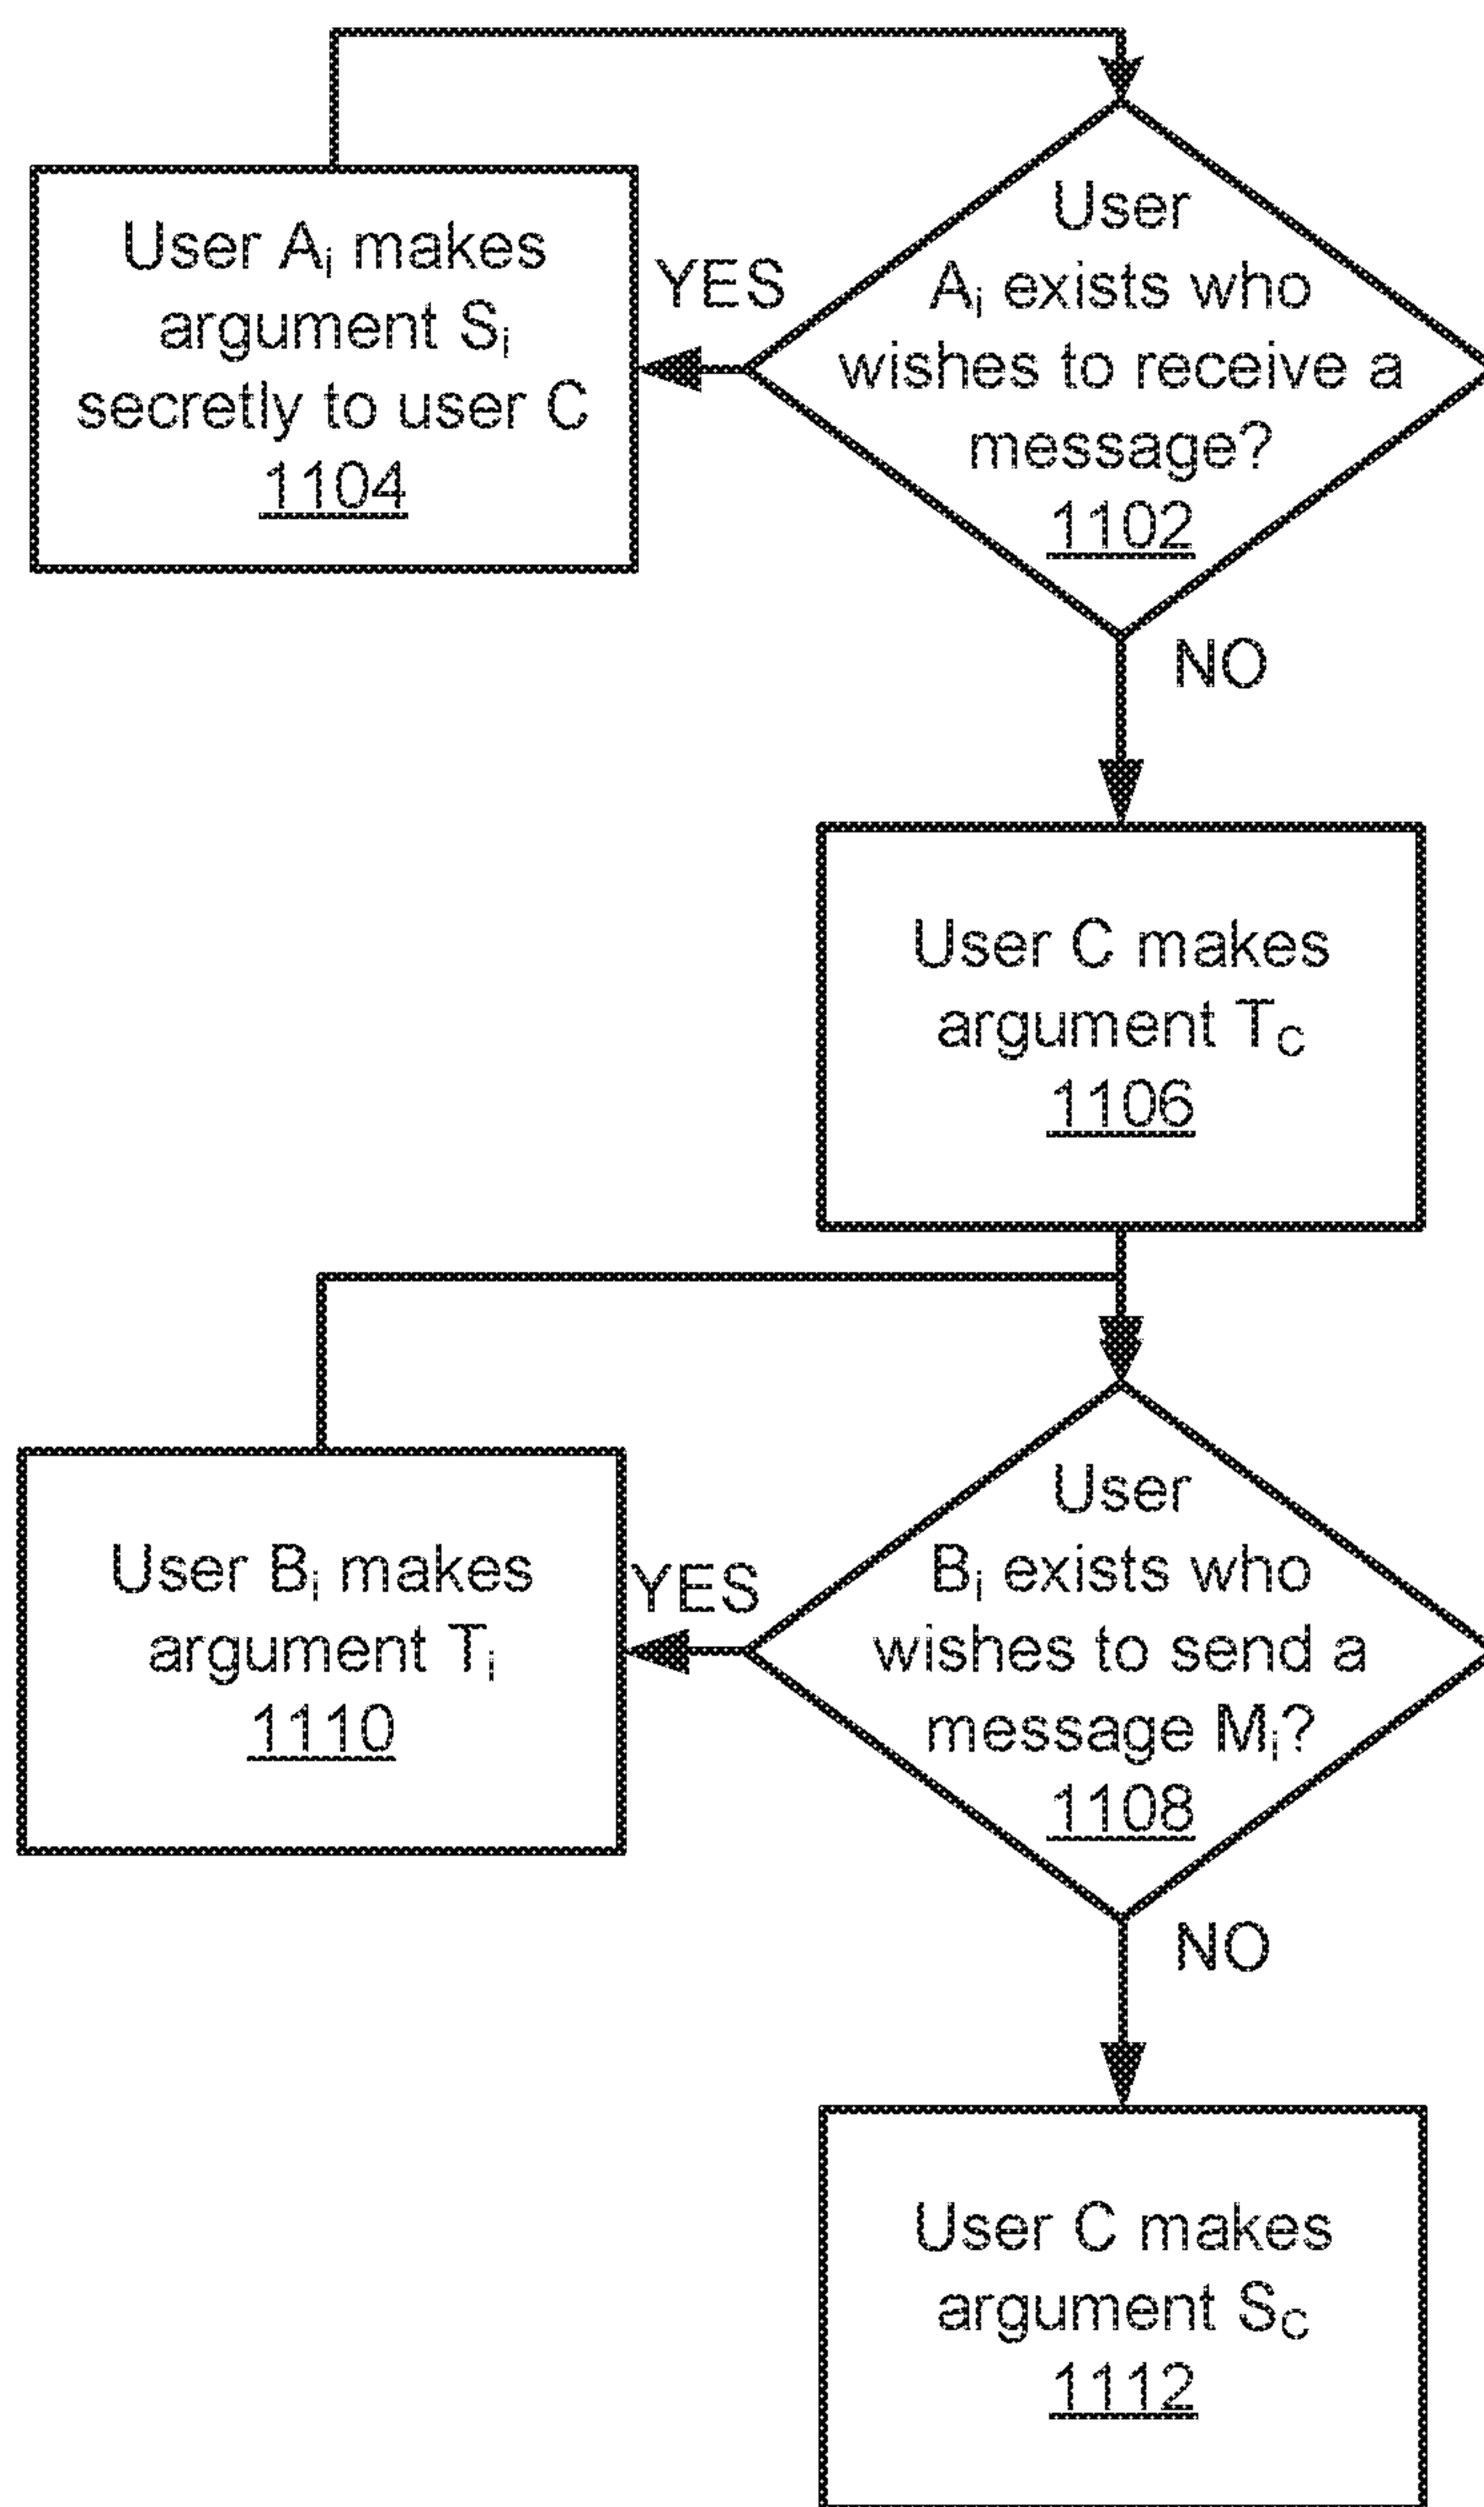 User
Aᵢ exists who
wishes to receive a
message?
1102
YES
User Aᵢ makes
argument Sᵢ
secretly to user C
1104
NO
User C makes
argument T_C
1106
User
Bᵢ exists who
wishes to send a
message Mᵢ?
1108
YES
User Bᵢ makes
argument Tᵢ
1110
NO
User C makes
argument S_C
1112